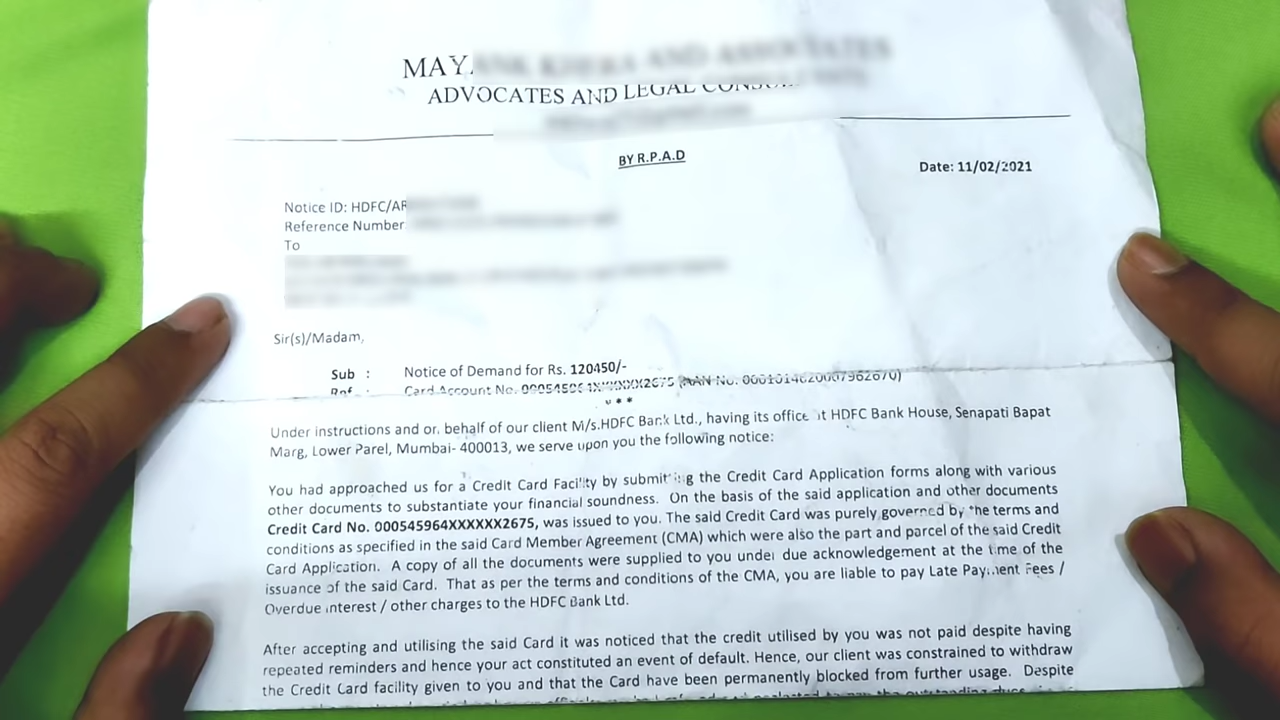 MAY
ADVOCATES AND LEGAL
BY R.P.A.D
Date: 11/02/2021
Notice ID: HDFC/AR
Reference Number
To
Sir(s)/Madam,
Sub : Notice of Demand for Rs. 120450/-
Ref : Card Account No.
Under instructions and on behalf of our client M/s.HDFC Bank Ltd., having its office at HDFC Bank House, Senapati Bapat
Marg, Lower Parel, Mumbai- 400013, we serve upon you the following notice:
You had approached us for a Credit Card Facility by submitting the Credit Card Application forms along with various
other documents to substantiate your financial soundness. On the basis of the said application and other documents
Credit Card No. 000545964XXXXXX2675, was issued to you. The said Credit Card was purely governed by the terms and
conditions as specified in the said Card Member Agreement (CMA) which were also the part and parcel of the said Credit
Card Application. A copy of all the documents were supplied to you under due acknowledgement at the time of the
issuance of the said Card. That as per the terms and conditions of the CMA, you are liable to pay Late Payment Fees /
Overdue interest / other charges to the HDFC Bank Ltd.
After accepting and utilising the said Card it was noticed that the credit utilised by you was not paid despite having
repeated reminders and hence your act constituted an event of default. Hence, our client was constrained to withdraw
the Credit Card facility given to you and that the Card have been permanently blocked from further usage. Despite